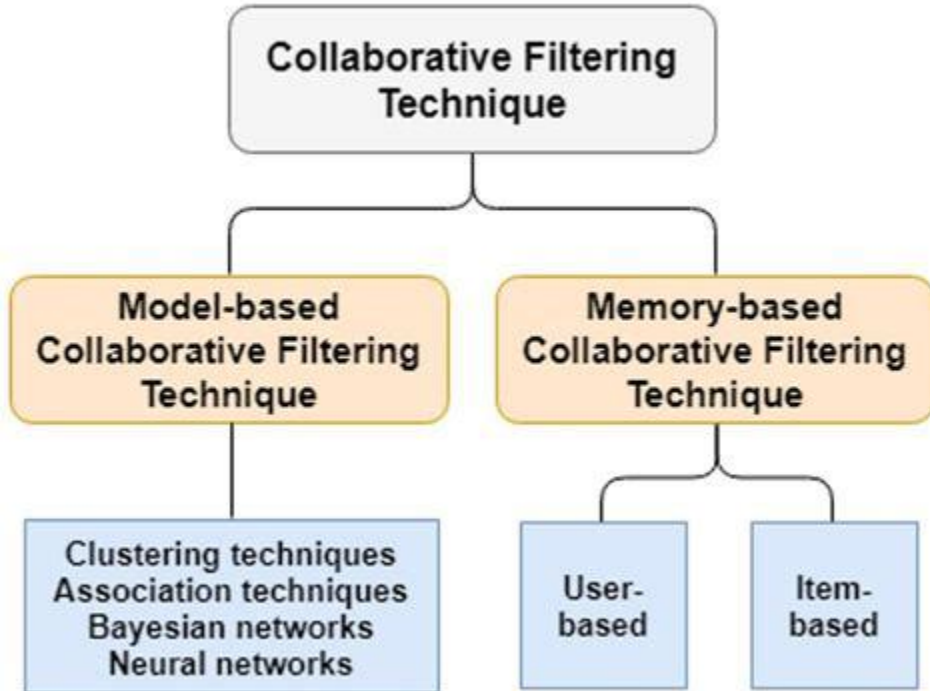 Collaborative Filtering
Technique
Model-based
Collaborative Filtering
Technique
Memory-based
Collaborative Filtering
Technique
Clustering techniques
Association techniques
Bayesian networks
Neural networks
User-
based
Item-
based